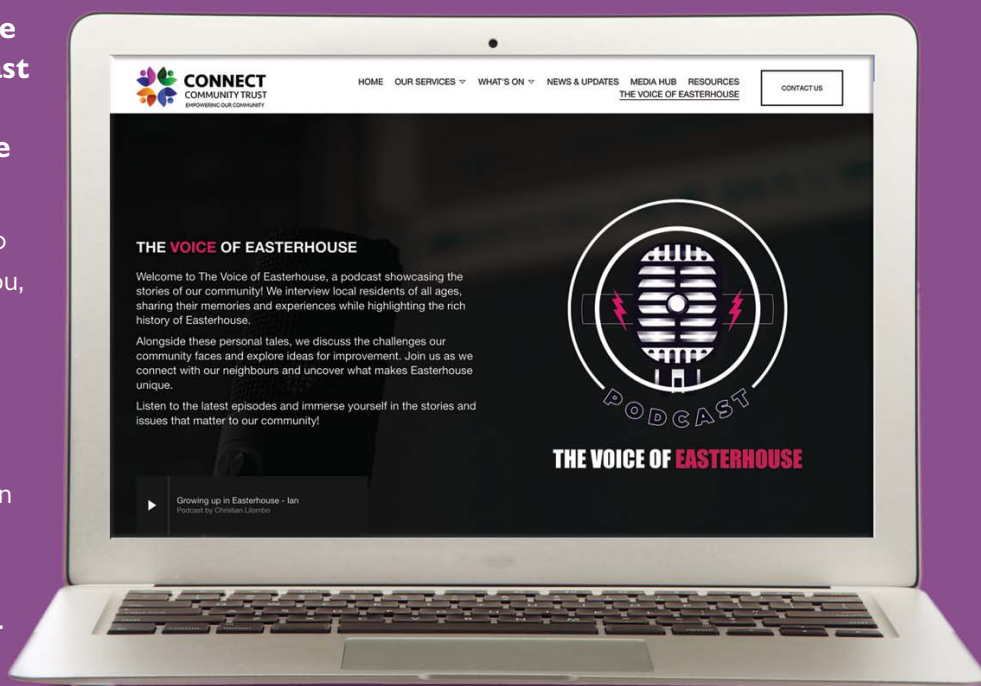 e
ast
e
o
ou,
n
.
CONNECT
COMMUNITY TRUST
EMPOWERING OUR COMMUNITY
HOME OUR SERVICES WHAT'S ON NEWS & UPDATES MEDIA HUB RESOURCES
THE VOICE OF EASTERHOUSE
CONTACT US
THE VOICE OF EASTERHOUSE
Welcome to The Voice of Easterhouse, a podcast showcasing the
stories of our community! We interview local residents of all ages,
sharing their memories and experiences while highlighting the rich
history of Easterhouse.
Alongside these personal tales, we discuss the challenges our
community faces and explore ideas for improvement. Join us as we
connect with our neighbours and uncover what makes Easterhouse
unique.
Listen to the latest episodes and immerse yourself in the stories and
issues that matter to our community!
Growing up in Easterhouse - Ian
Podcast by Christian Lilombo
PODCAST
THE VOICE OF EASTERHOUSE